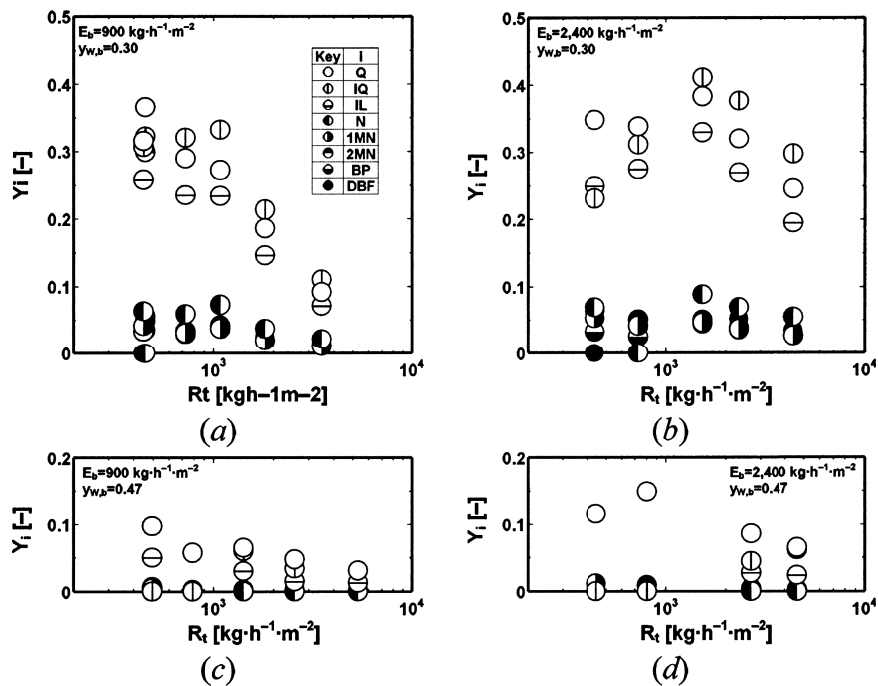 E_b=900 kg·h⁻¹·m⁻²
y_W,b=0.30
Key i
Q
IQ
IL
N
1MN
2MN
BP
DBF
0.5
0.4
0.3
0.2
0.1
0
Yi [–]
10³ 10⁴
Rt [kgh–1m–2]
(a)
E_b=2,400 kg·h⁻¹·m⁻²
y_W,b=0.30
0.5
0.4
0.3
0.2
0.1
0
Y_i [–]
10³ 10⁴
R_t [kg·h⁻¹·m⁻²]
(b)
E_b=900 kg·h⁻¹·m⁻²
y_W,b=0.47
0.2
0.1
0
Y_i [–]
10³ 10⁴
R_t [kg·h⁻¹·m⁻²]
(c)
E_b=2,400 kg·h⁻¹·m⁻²
y_W,b=0.47
0.2
0.1
0
Y_i [–]
10³ 10⁴
R_t [kg·h⁻¹·m⁻²]
(d)